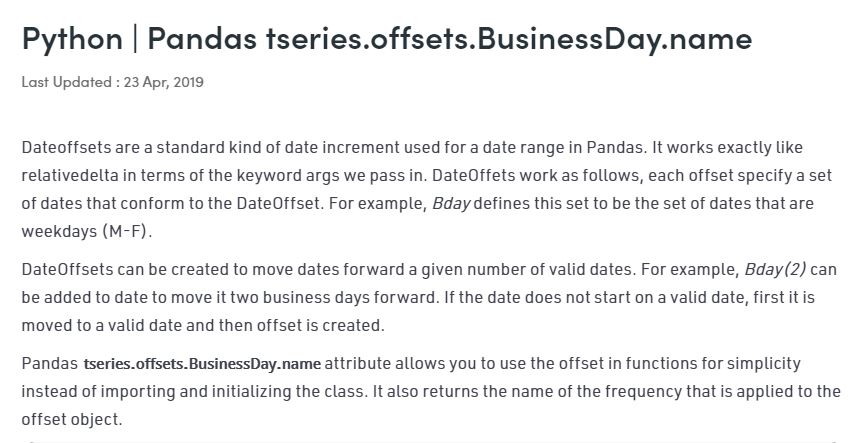 Python | Pandas tseries.offsets.BusinessDay.name
Last Updated : 23 Apr, 2019
Dateoffsets are a standard kind of date increment used for a date range in Pandas. It works exactly like
relativedelta in terms of the keyword args we pass in. DateOffets work as follows, each offset specify a set
of dates that conform to the DateOffset. For example, Bday defines this set to be the set of dates that are
weekdays (M-F).
DateOffsets can be created to move dates forward a given number of valid dates. For example, Bday(2) can
be added to date to move it two business days forward. If the date does not start on a valid date, first it is
moved to a valid date and then offset is created.
Pandas tseries.offsets.BusinessDay.name attribute allows you to use the offset in functions for simplicity
instead of importing and initializing the class. It also returns the name of the frequency that is applied to the
offset object.